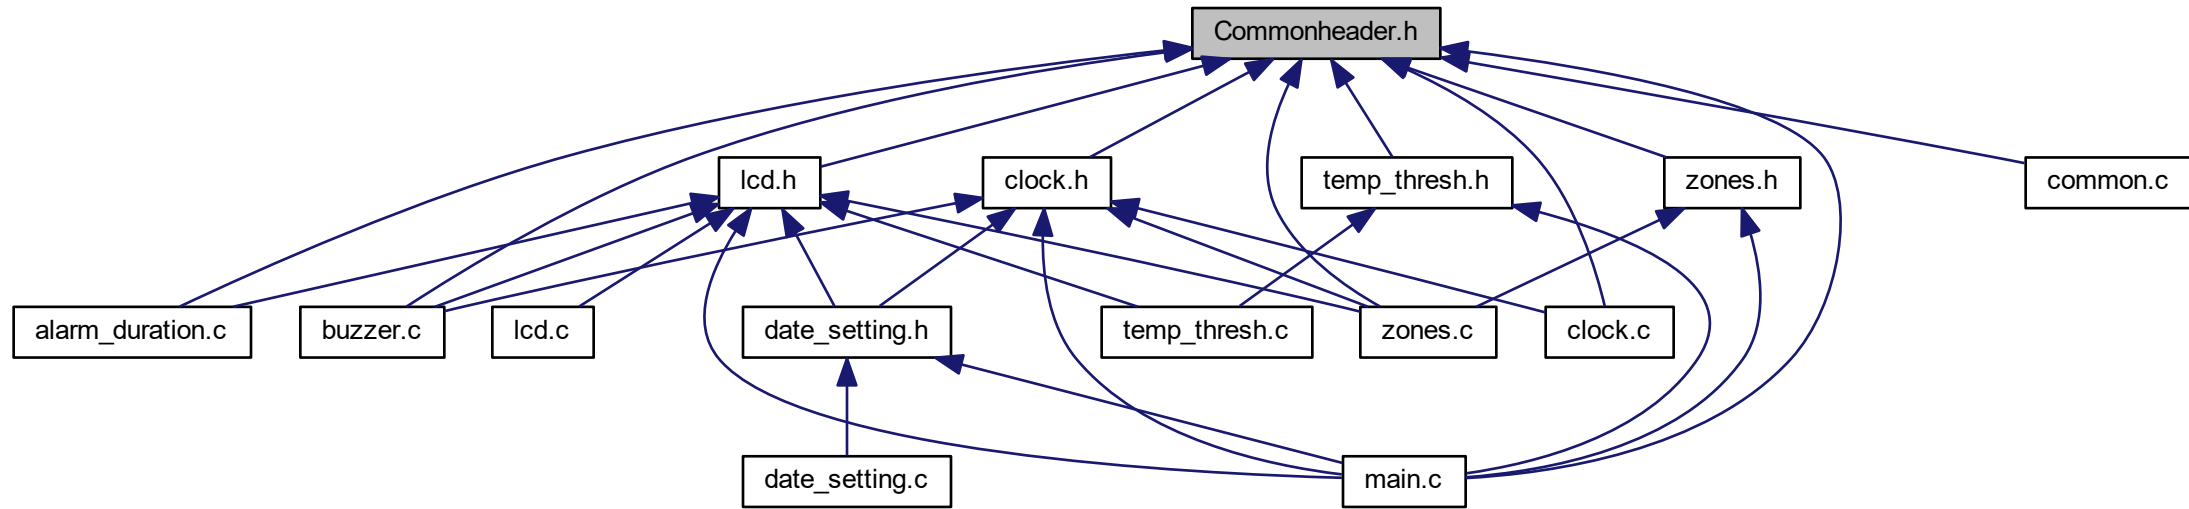 Commonheader.h
lcd.h
clock.h
temp_thresh.h
zones.h
common.c
alarm_duration.c
buzzer.c
lcd.c
date_setting.h
temp_thresh.c
zones.c
clock.c
date_setting.c
main.c